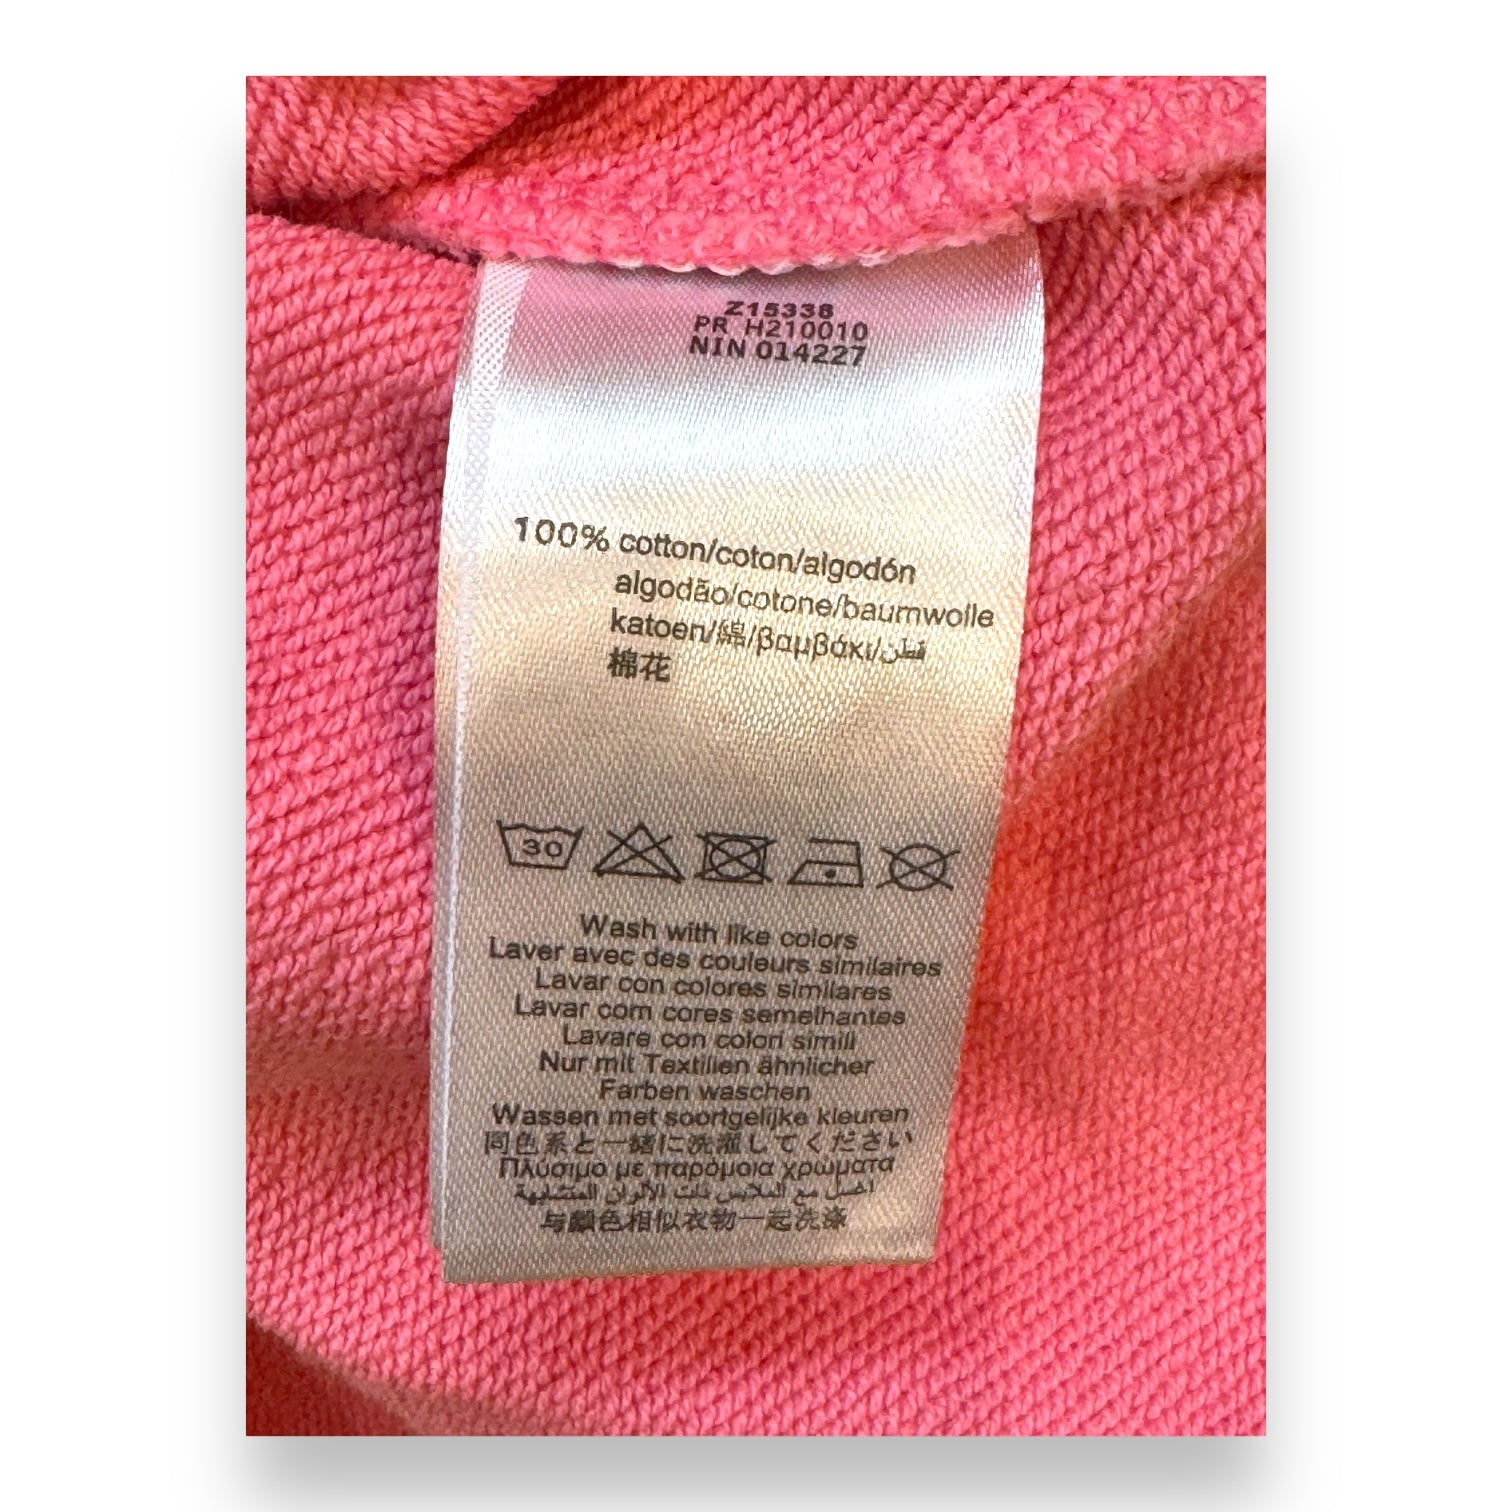 Z15338
PR H210010
NIN 014227
100% cotton/coton/algodón
algodão/cotone/baumwolle
katoen/綿/βαμβάκι/قطن
棉花
30
Wash with like colors
Laver avec des couleurs similaires
Lavar con colores similares
Lavar com cores semelhantes
Lavare con colori simili
Nur mit Textilien ähnlicher
Farben waschen
Wassen met soortgelijke kleuren
同色系と一緒に洗濯してください
Πλύσιμο με παρόμοια χρώματα
اغسل مع الملابس ذات الألوان المتشابهة
与颜色相似衣物一起洗涤